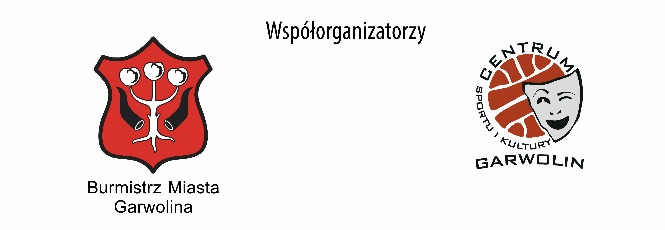 Współorganizatorzy
Burmistrz Miasta
Garwolina
CENTRUM
SPORTU I KULTURY
GARWOLIN